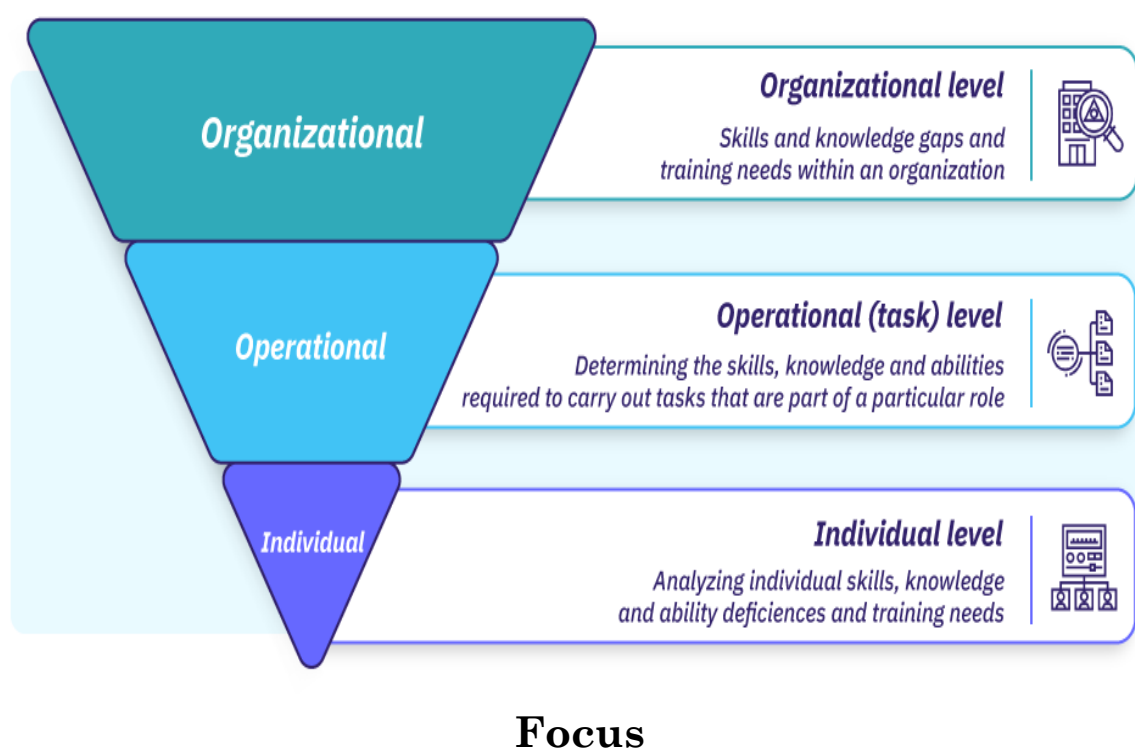 Organizational
Organizational level
Skills and knowledge gaps and
training needs within an organization
Operational
Operational (task) level
Determining the skills, knowledge and abilities
required to carry out tasks that are part of a particular role
Individual
Individual level
Analyzing individual skills, knowledge
and ability deficiences and training needs
Focus